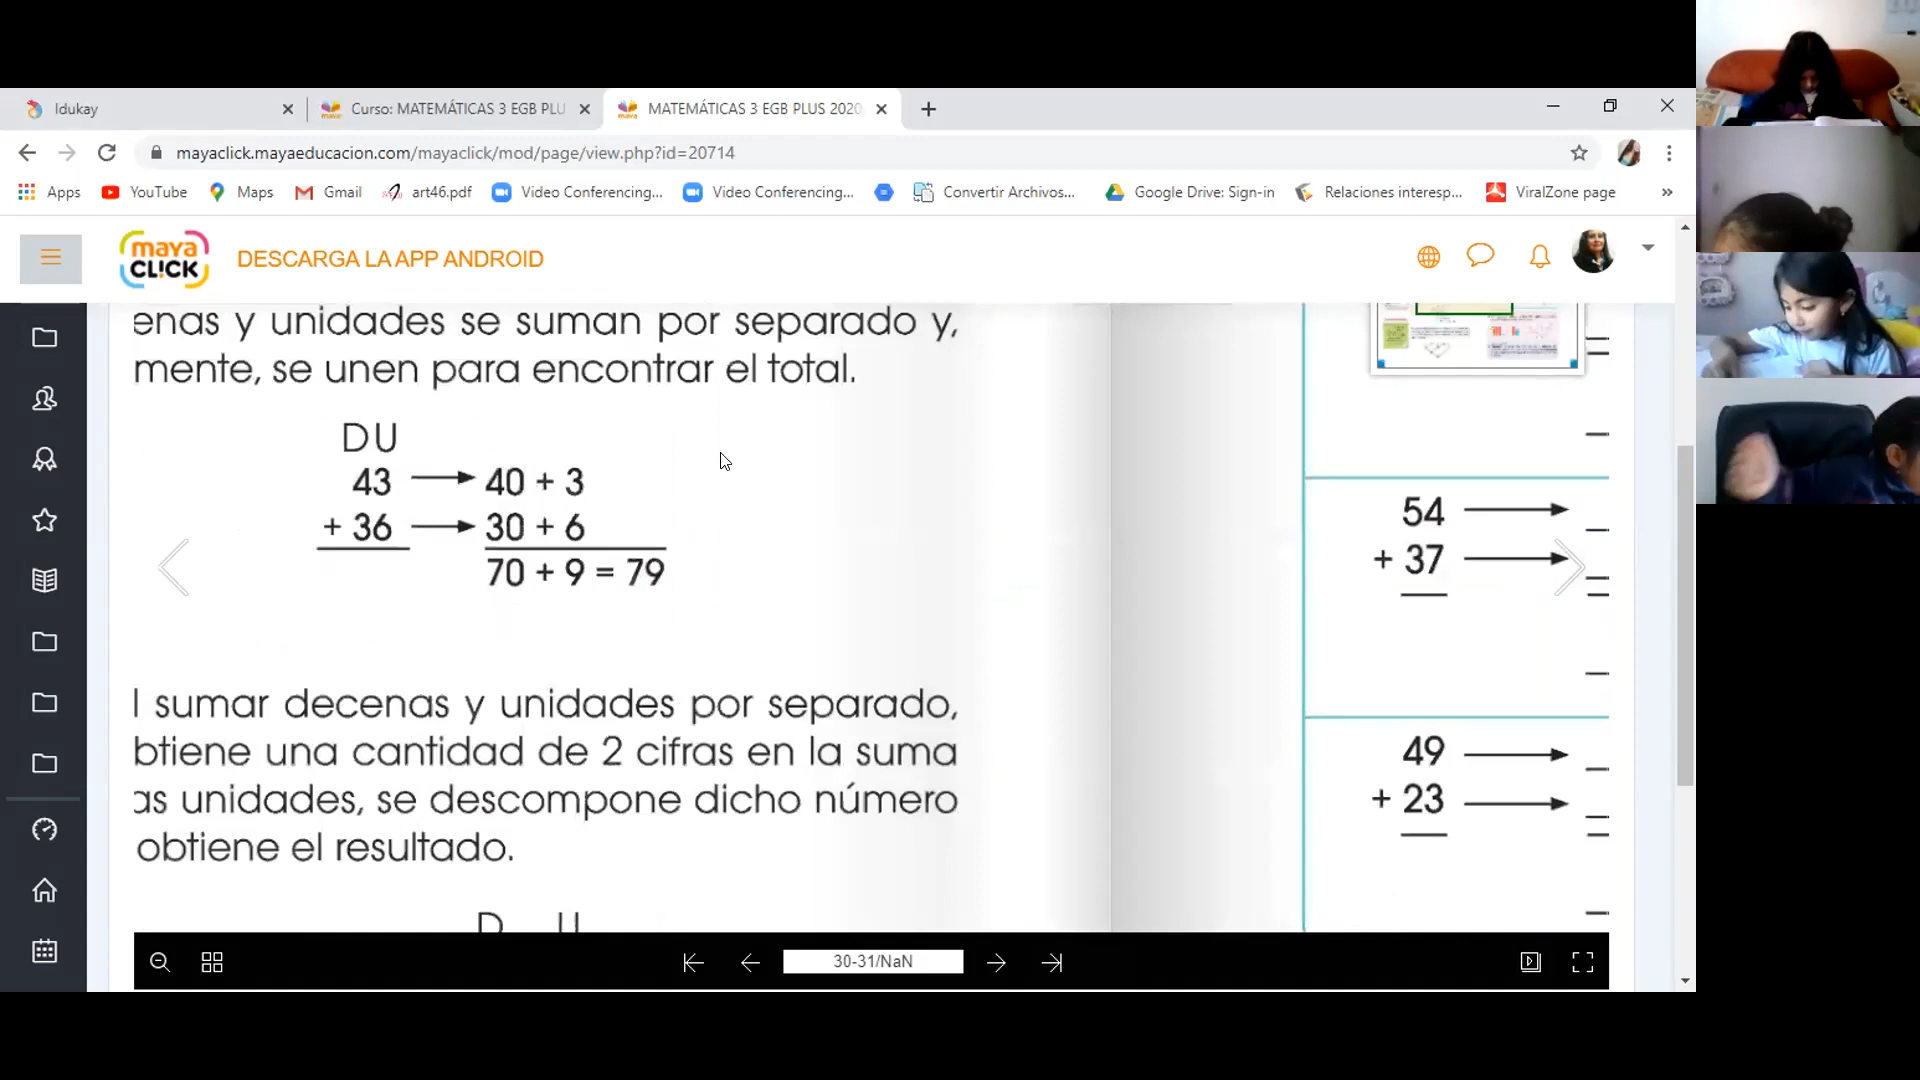 Idukay
Curso: MATEMÁTICAS 3 EGB PLU
MATEMÁTICAS 3 EGB PLUS 2020
mayaclick.mayaeducacion.com/mayaclick/mod/page/view.php?id=20714
Apps
YouTube
Maps
Gmail
art46.pdf
Video Conferencing...
Video Conferencing...
Convertir Archivos...
Google Drive: Sign-in
Relaciones interesp...
ViralZone page
»
maya
CL!CK
DESCARGA LA APP ANDROID
enas y unidades se suman por separado y,
mente, se unen para encontrar el total.
D U
43 → 40 + 3
+ 36 → 30 + 6
70 + 9 = 79
l sumar decenas y unidades por separado,
btiene una cantidad de 2 cifras en la suma
as unidades, se descompone dicho número
obtiene el resultado.
D U
54 →
+ 37 →
49 →
+ 23 →
30-31/NaN